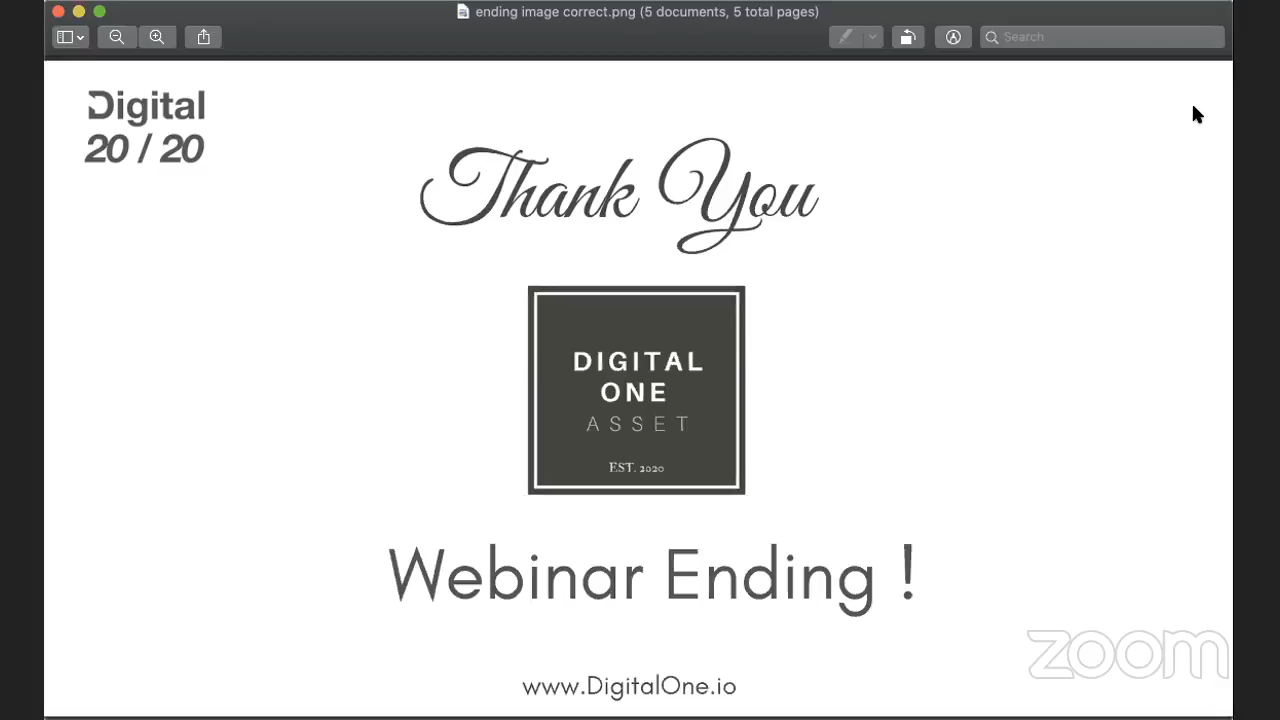 ending image correct.png (5 documents, 5 total pages)
Search
Digital
20 / 20
Thank You
DIGITAL
ONE
ASSET
EST. 2020
Webinar Ending !
zoom
www.DigitalOne.io